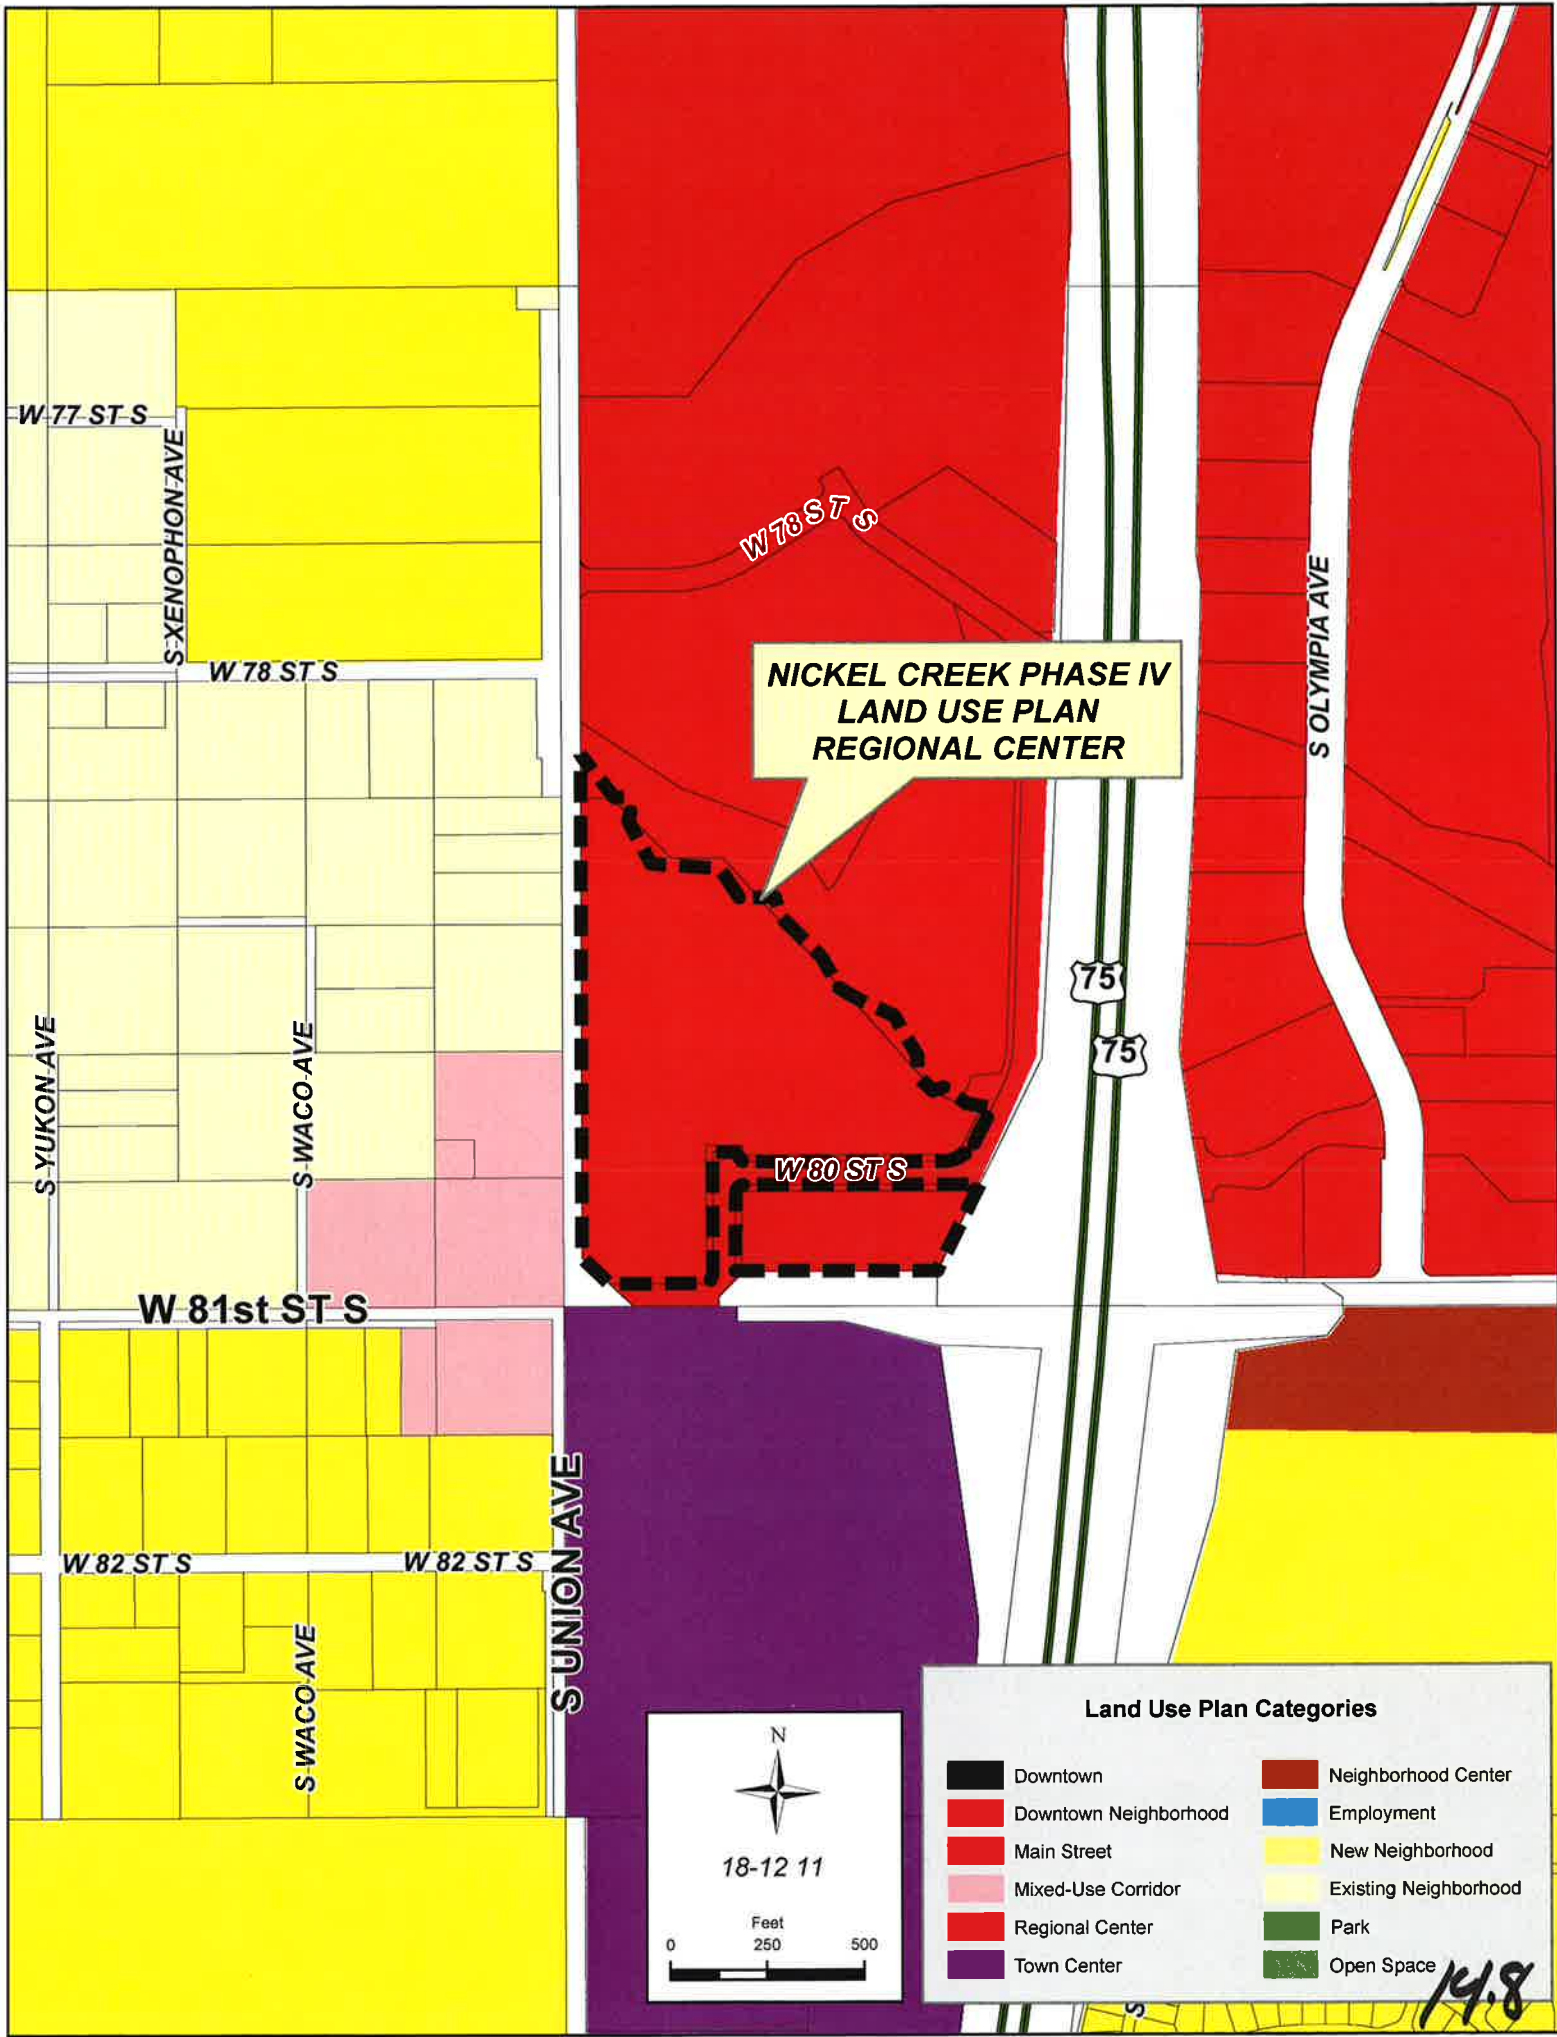 W 77 ST S
S XENOPHON AVE
W 78 ST S
W 78 ST S
NICKEL CREEK PHASE IV
LAND USE PLAN
REGIONAL CENTER
S OLYMPIA AVE
75
75
S YUKON AVE
S WACO AVE
W 80 ST S
W 81st ST S
S UNION AVE
W 82 ST S
W 82 ST S
S WACO AVE
N
18-12 11
Feet
0 250 500
Land Use Plan Categories
Downtown
Downtown Neighborhood
Main Street
Mixed-Use Corridor
Regional Center
Town Center
Neighborhood Center
Employment
New Neighborhood
Existing Neighborhood
Park
Open Space
14.8
S